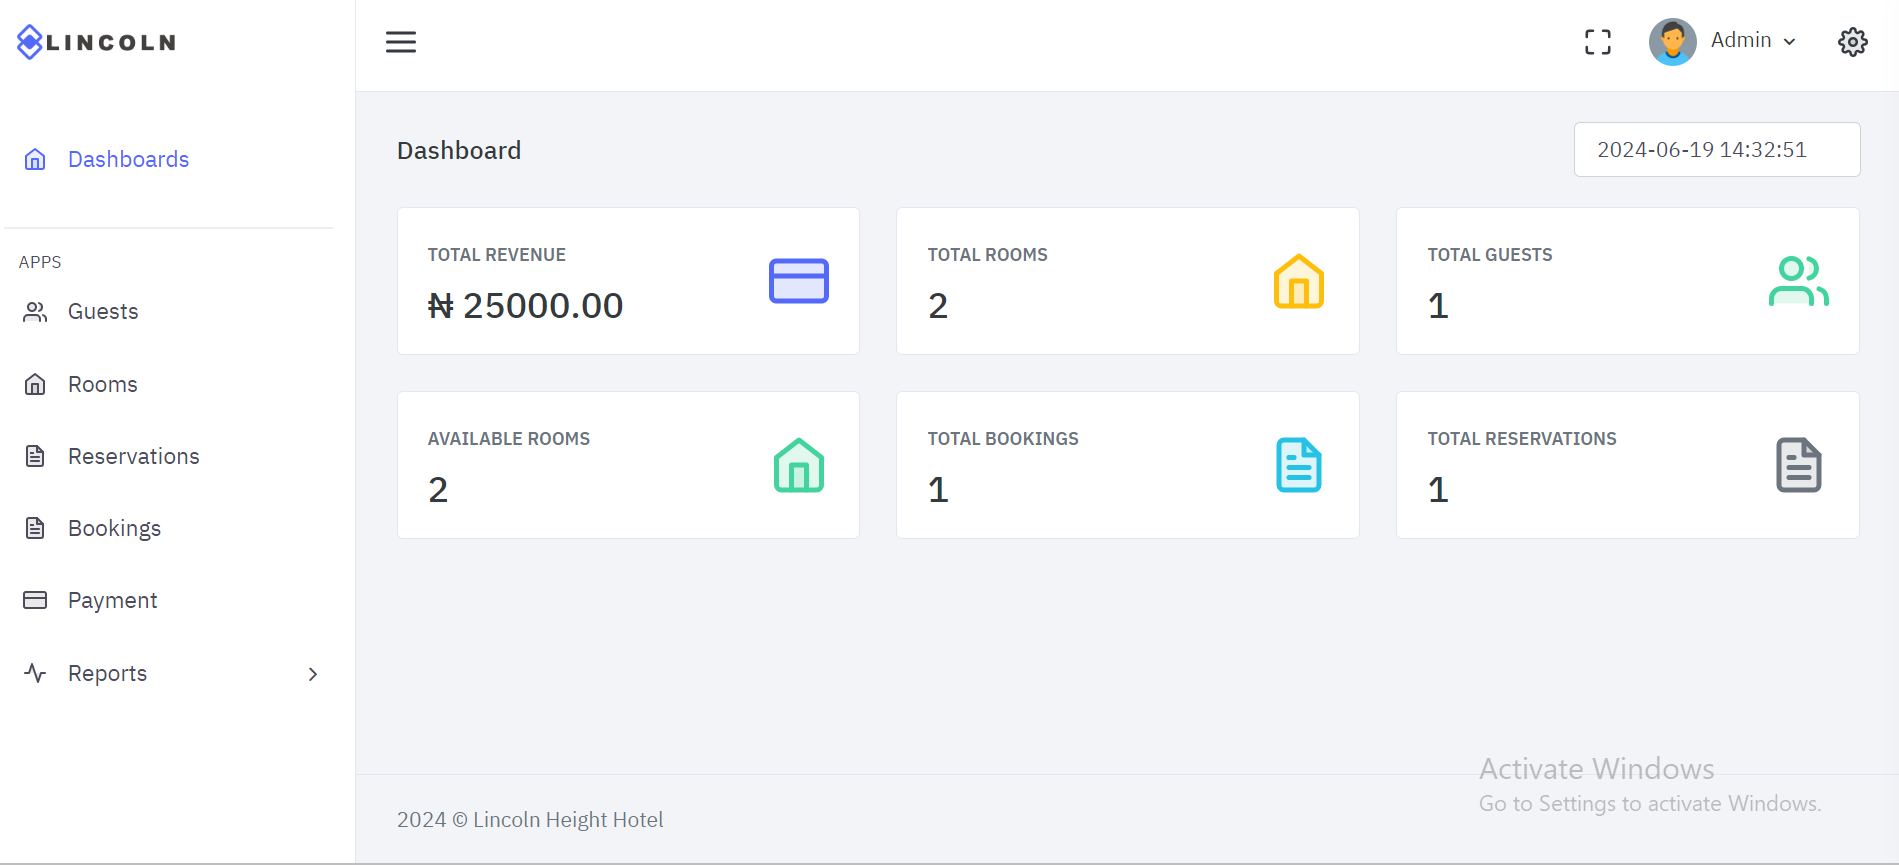 LINCOLN
Admin
Dashboards
APPS
Guests
Rooms
Reservations
Bookings
Payment
Reports
Dashboard
2024-06-19 14:32:51
TOTAL REVENUE
₦ 25000.00
TOTAL ROOMS
2
TOTAL GUESTS
1
AVAILABLE ROOMS
2
TOTAL BOOKINGS
1
TOTAL RESERVATIONS
1
Activate Windows
Go to Settings to activate Windows.
2024 © Lincoln Height Hotel